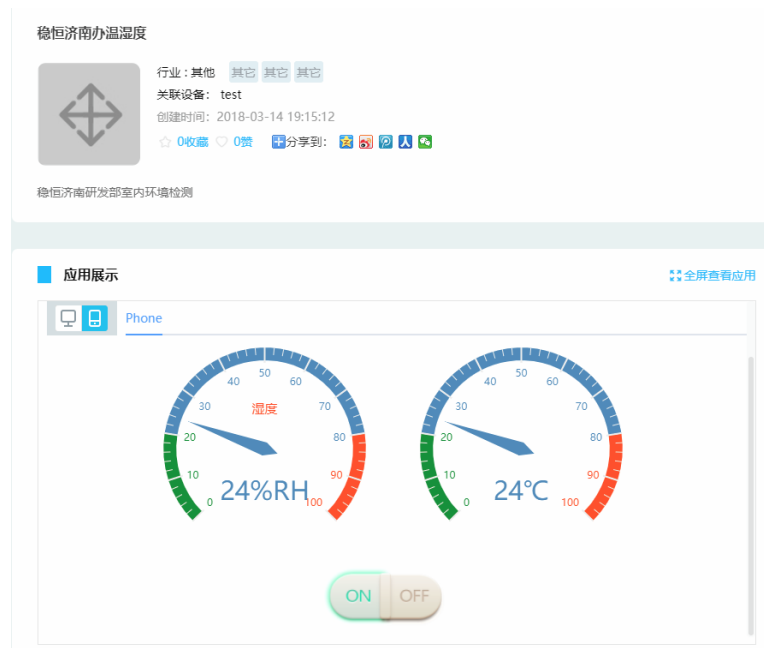 稳恒济南办温湿度
行业 : 其他 其它 其它 其它
关联设备： test
创建时间：2018-03-14 19:15:12
0收藏 0赞 分享到：
稳恒济南研发部室内环境检测
应用展示
全屏查看应用
Phone
0 10 20 30 40 50 60 70 80 90 100
湿度
24%RH
0 10 20 30 40 50 60 70 80 90 100
24℃
ON OFF